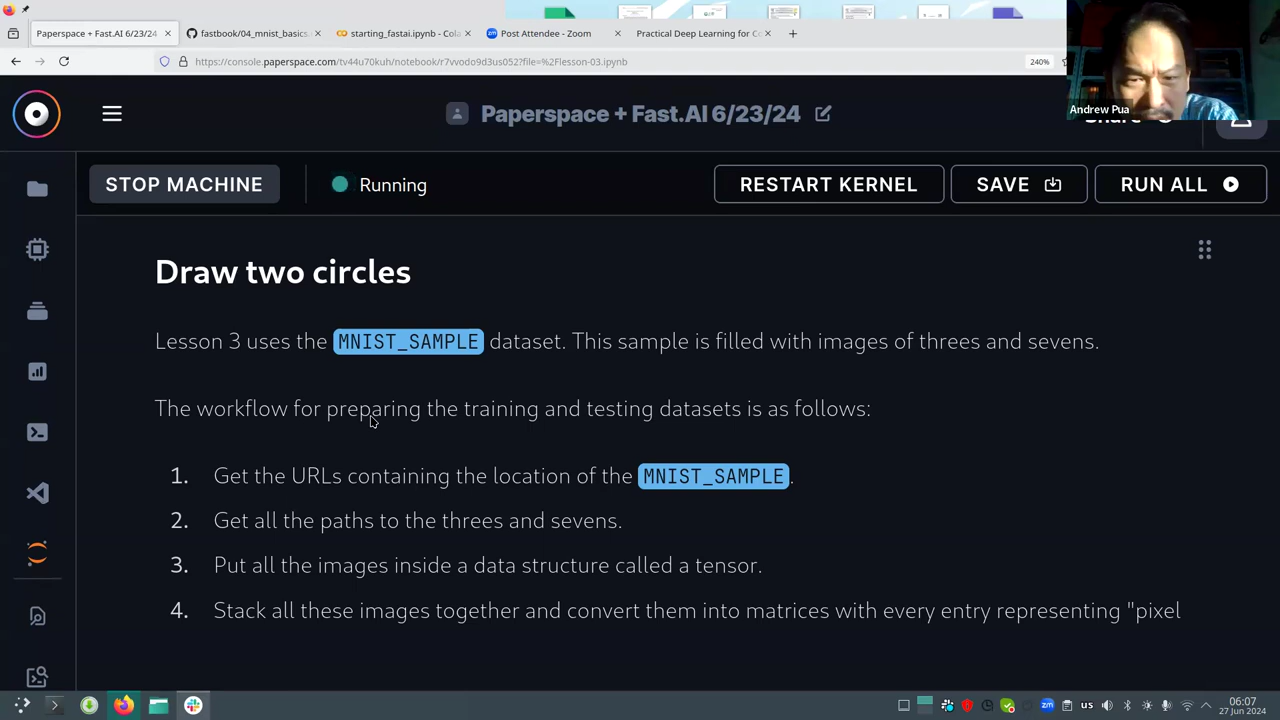 Paperspace + Fast.AI 6/23/24
fastbook/04_mnist_basics.
starting_fastai.ipynb - Cola
Post Attendee - Zoom
Practical Deep Learning for Co
https://console.paperspace.com/tv44u70kuh/notebook/r7vvodo9d3us052?file=%2Flesson-03.ipynb
240%
Andrew Pua
Paperspace + Fast.AI 6/23/24
STOP MACHINE
Running
RESTART KERNEL
SAVE
RUN ALL
Draw two circles
Lesson 3 uses the MNIST_SAMPLE dataset. This sample is filled with images of threes and sevens.
The workflow for preparing the training and testing datasets is as follows:
1. Get the URLs containing the location of the MNIST_SAMPLE.
2. Get all the paths to the threes and sevens.
3. Put all the images inside a data structure called a tensor.
4. Stack all these images together and convert them into matrices with every entry representing "pixel
us
06:07
27 Jun 2024